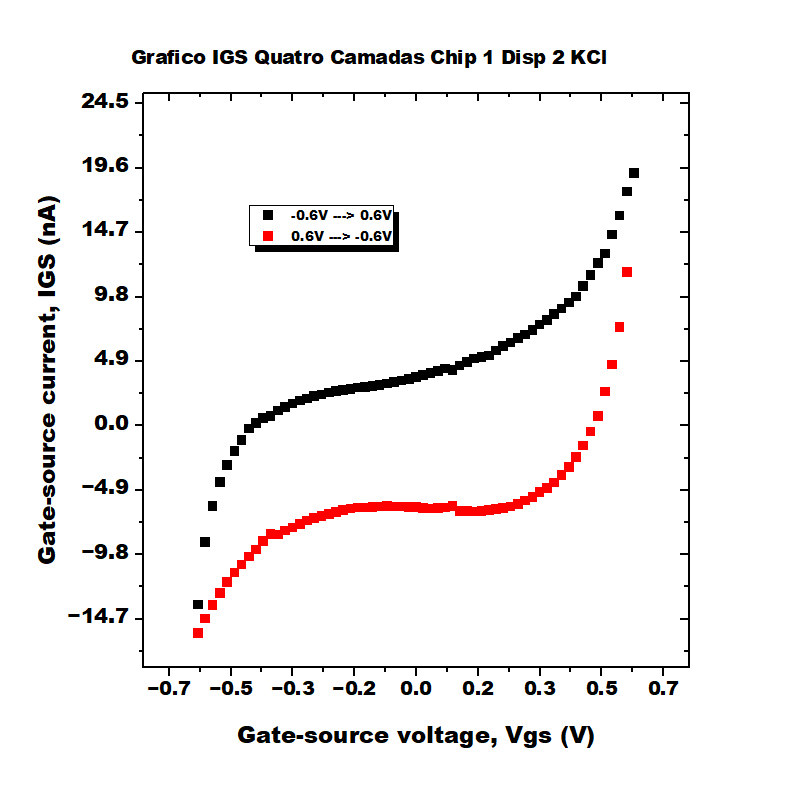 Grafico IGS Quatro Camadas Chip 1 Disp 2 KCl
24.5
19.6
14.7
9.8
4.9
0.0
−4.9
−9.8
−14.7
Gate-source current, IGS (nA)
-0.6V ---> 0.6V
0.6V ---> -0.6V
−0.7 −0.5 −0.3 −0.2 0.0 0.2 0.3 0.5 0.7
Gate-source voltage, Vgs (V)